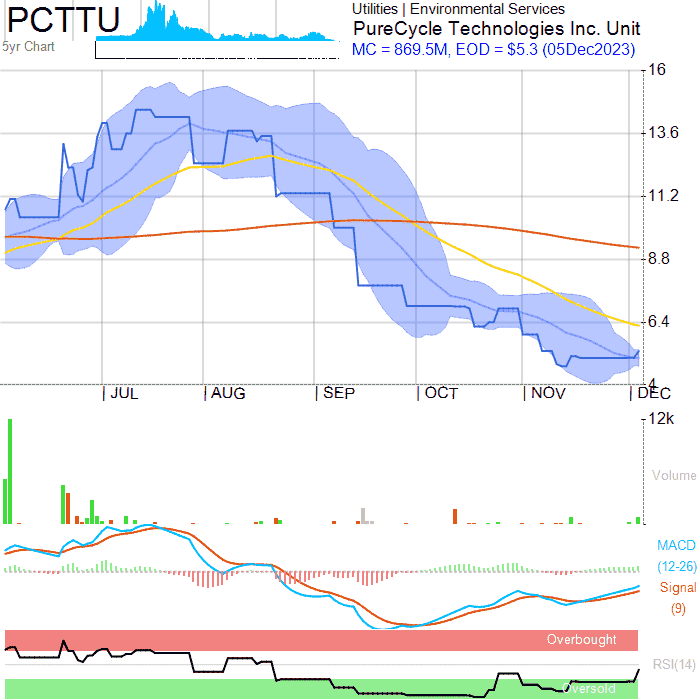 PCTTU
5yr Chart
Utilities | Environmental Services
PureCycle Technologies Inc. Unit
MC = 869.5M, EOD = $5.3 (05Dec2023)
16
13.6
11.2
8.8
6.4
4
JUL
AUG
SEP
OCT
NOV
DEC
12k
Volume
MACD
(12-26)
Signal
(9)
Overbought
RSI(14)
Oversold